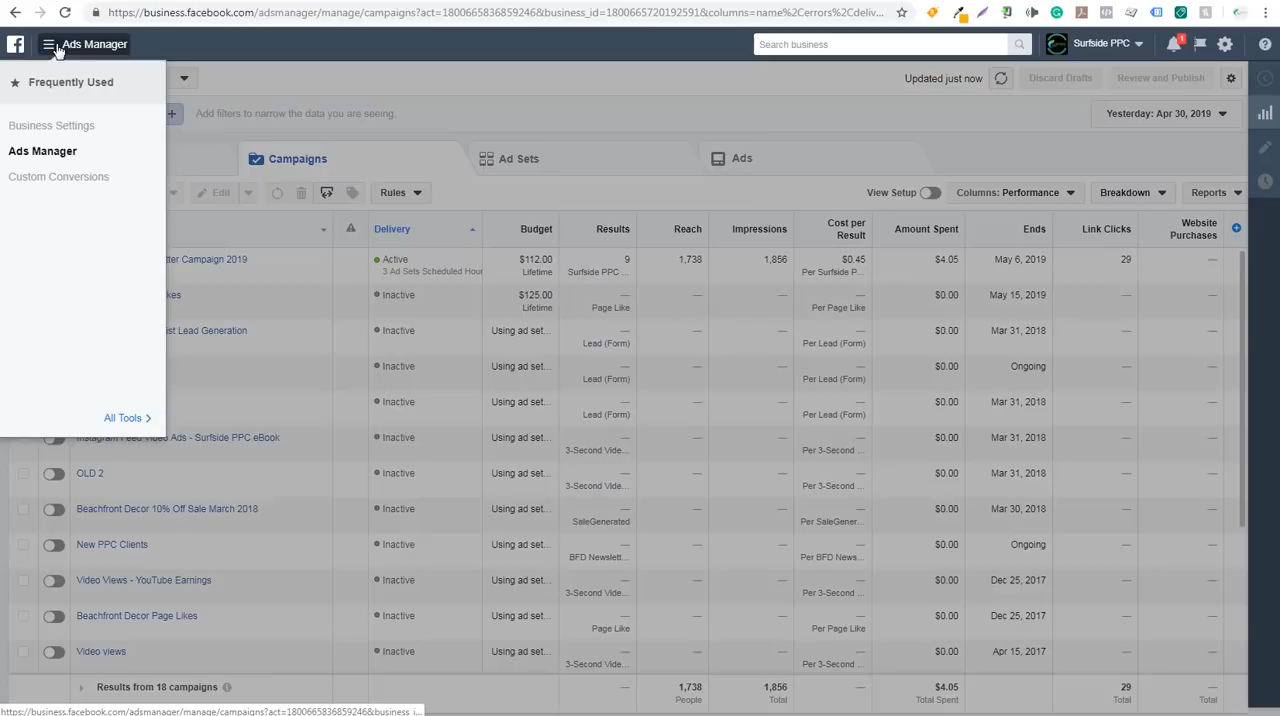 https://business.facebook.com/adsmanager/manage/campaigns?act=1800665836859246&business_id=1800665720192591&columns=name%2Cerrors%2Cdeliv...
Ads Manager
Search business
Surfside PPC
1
Frequently Used
Business Settings
Ads Manager
Custom Conversions
All Tools
Updated just now
Discard Drafts
Review and Publish
Add filters to narrow the data you are seeing.
Yesterday: Apr 30, 2019
Campaigns
Ad Sets
Ads
Edit
Rules
View Setup
Columns: Performance
Breakdown
Reports
Delivery
Budget
Results
Reach
Impressions
Cost per Result
Amount Spent
Ends
Link Clicks
Website Purchases
tter Campaign 2019 Active $112.00 9 1,738 1,856 $0.45 $4.05 May 6, 2019 29 —
3 Ad Sets Scheduled Hour Lifetime Surfside PPC ... Per Surfside P...
kes Inactive $125.00 — — — — $0.00 May 15, 2019 — —
Lifetime Page Like Per Page Like
ist Lead Generation Inactive Using ad set... — — — — $0.00 Mar 31, 2018 — —
Lead (Form) Per Lead (Form)
Inactive Using ad set... — — — — $0.00 Ongoing — —
Lead (Form) Per Lead (Form)
Inactive Using ad set... — — — — $0.00 Mar 31, 2018 — —
Lead (Form) Per Lead (Form)
Instagram Feed Video Ads - Surfside PPC eBook Inactive Using ad set... — — — — $0.00 Mar 31, 2018 — —
3-Second Vide... Per 3-Second ...
OLD 2 Inactive Using ad set... — — — — $0.00 Mar 31, 2018 — —
3-Second Vide... Per 3-Second ...
Beachfront Decor 10% Off Sale March 2018 Inactive Using ad set... — — — — $0.00 Mar 30, 2018 — —
SaleGenerated Per SaleGener...
New PPC Clients Inactive Using ad set... — — — — $0.00 Ongoing — —
BFD Newslett... Per BFD News...
Video Views - YouTube Earnings Inactive Using ad set... — — — — $0.00 Dec 25, 2017 — —
3-Second Vide... Per 3-Second ...
Beachfront Decor Page Likes Inactive Using ad set... — — — — $0.00 Dec 25, 2017 — —
Page Like Per Page Like
Video views Inactive Using ad set... — — — — $0.00 Apr 15, 2017 — —
3-Second Vide... Per 3-Second ...
Results from 18 campaigns — 1,738 1,856 — $4.05 29 —
People Total Total Spent Total Total
https://business.facebook.com/adsmanager/manage/campaigns?act=1800665836859246&business_i...